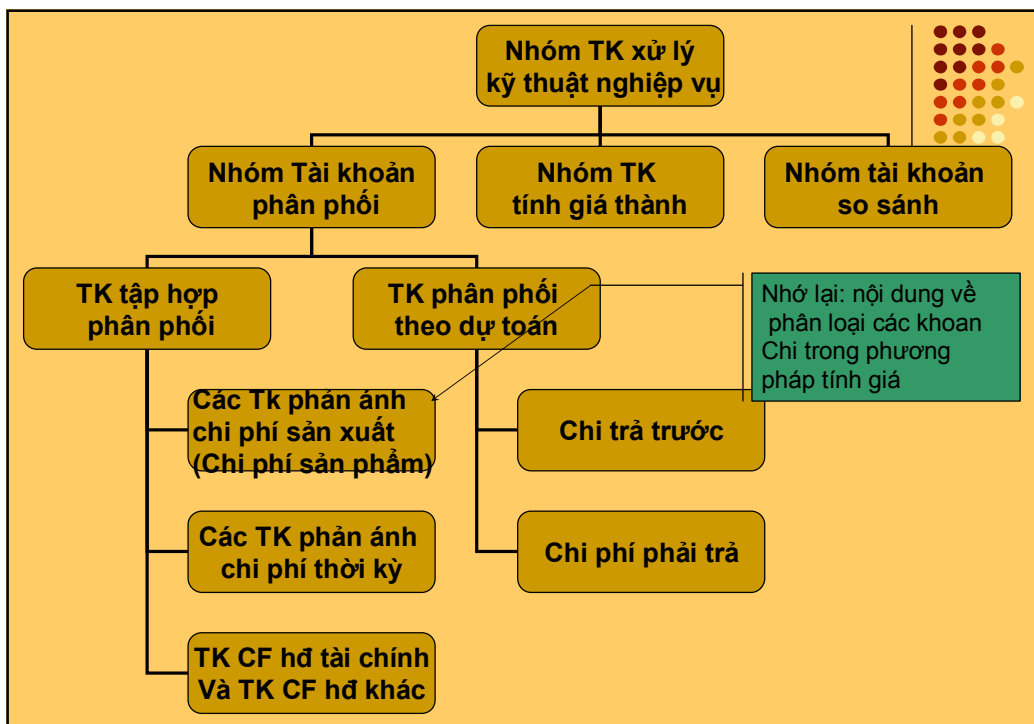 Nhóm TK xử lý
kỹ thuật nghiệp vụ
Nhóm Tài khoản
phân phối
Nhóm TK
tính giá thành
Nhóm tài khoản
so sánh
TK tập hợp
phân phối
TK phân phối
theo dự toán
Nhớ lại: nội dung về
phân loại các khoan
Chi trong phương
pháp tính giá
Các Tk phản ánh
chi phí sản xuất
(Chi phí sản phẩm)
Chi trả trước
Các TK phản ánh
chi phí thời kỳ
Chi phí phải trả
TK CF hđ tài chính
Và TK CF hđ khác